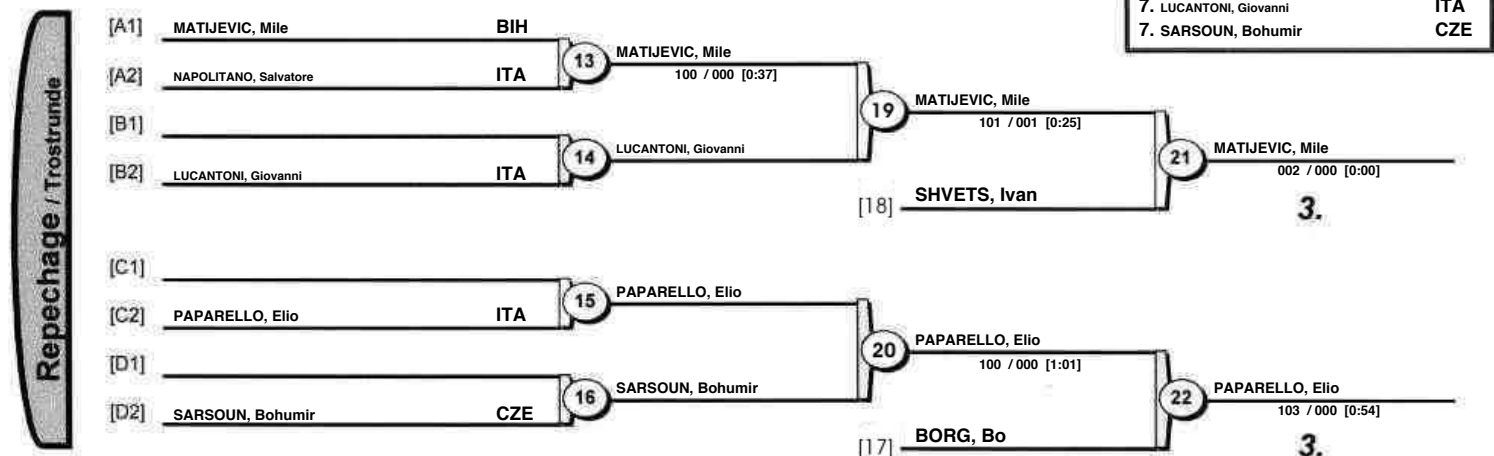 7. LUCANTONI, Giovanni ITA
7. SARSOUN, Bohumir CZE
Repechage / Trostrunde
[A1] MATIJEVIC, Mile BIH
13
MATIJEVIC, Mile
100 / 000 [0:37]
[A2] NAPOLITANO, Salvatore ITA
19
MATIJEVIC, Mile
101 / 001 [0:25]
[B1]
14
LUCANTONI, Giovanni
21
MATIJEVIC, Mile
002 / 000 [0:00]
[B2] LUCANTONI, Giovanni ITA
[18] SHVETS, Ivan
3.
[C1]
15
PAPARELLO, Elio
[C2] PAPARELLO, Elio ITA
20
PAPARELLO, Elio
100 / 000 [1:01]
[D1]
16
SARSOUN, Bohumir
22
PAPARELLO, Elio
103 / 000 [0:54]
[D2] SARSOUN, Bohumir CZE
[17] BORG, Bo
3.